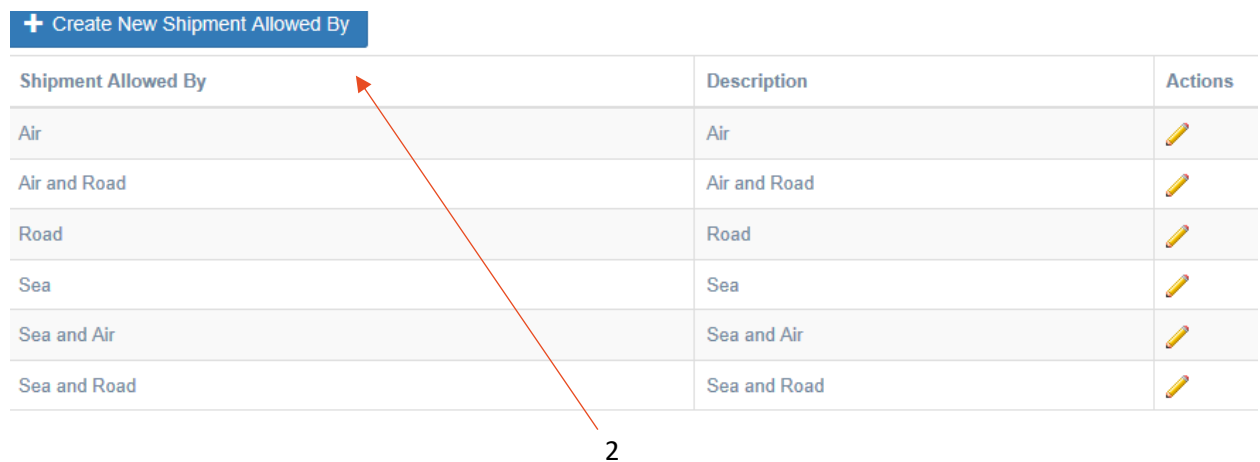 Create New Shipment Allowed By
Shipment Allowed By Description Actions
Air Air
Air and Road Air and Road
Road Road
Sea Sea
Sea and Air Sea and Air
Sea and Road Sea and Road
2